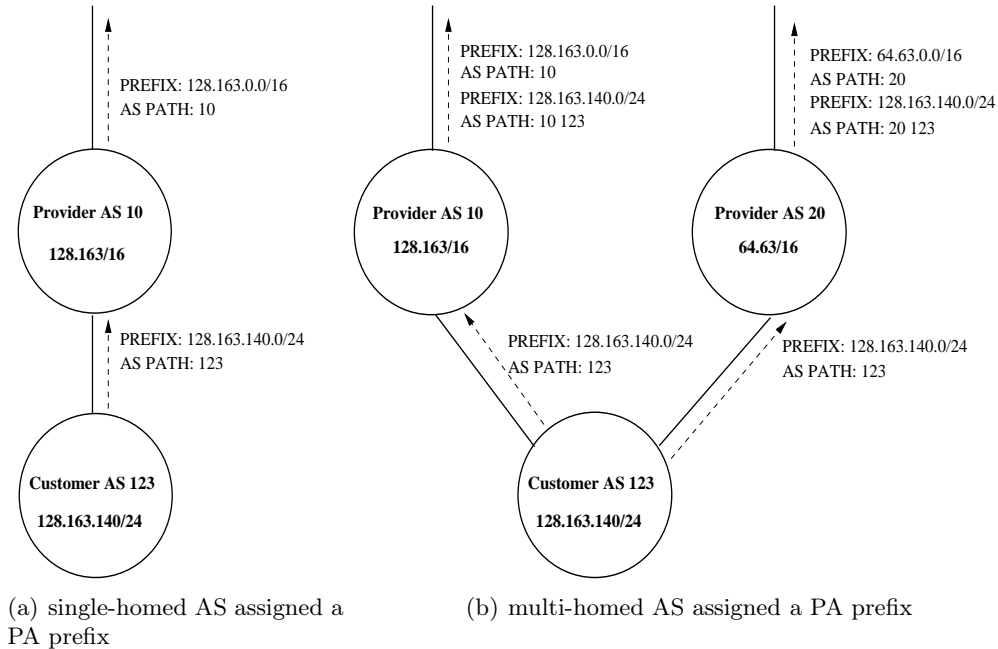 PREFIX: 128.163.0.0/16
AS PATH: 10
Provider AS 10
128.163/16
PREFIX: 128.163.140.0/24
AS PATH: 123
Customer AS 123
128.163.140/24
(a) single-homed AS assigned a
PA prefix
PREFIX: 128.163.0.0/16
AS PATH: 10
PREFIX: 128.163.140.0/24
AS PATH: 10 123
PREFIX: 64.63.0.0/16
AS PATH: 20
PREFIX: 128.163.140.0/24
AS PATH: 20 123
Provider AS 10
128.163/16
Provider AS 20
64.63/16
PREFIX: 128.163.140.0/24
AS PATH: 123
PREFIX: 128.163.140.0/24
AS PATH: 123
Customer AS 123
128.163.140/24
(b) multi-homed AS assigned a PA prefix